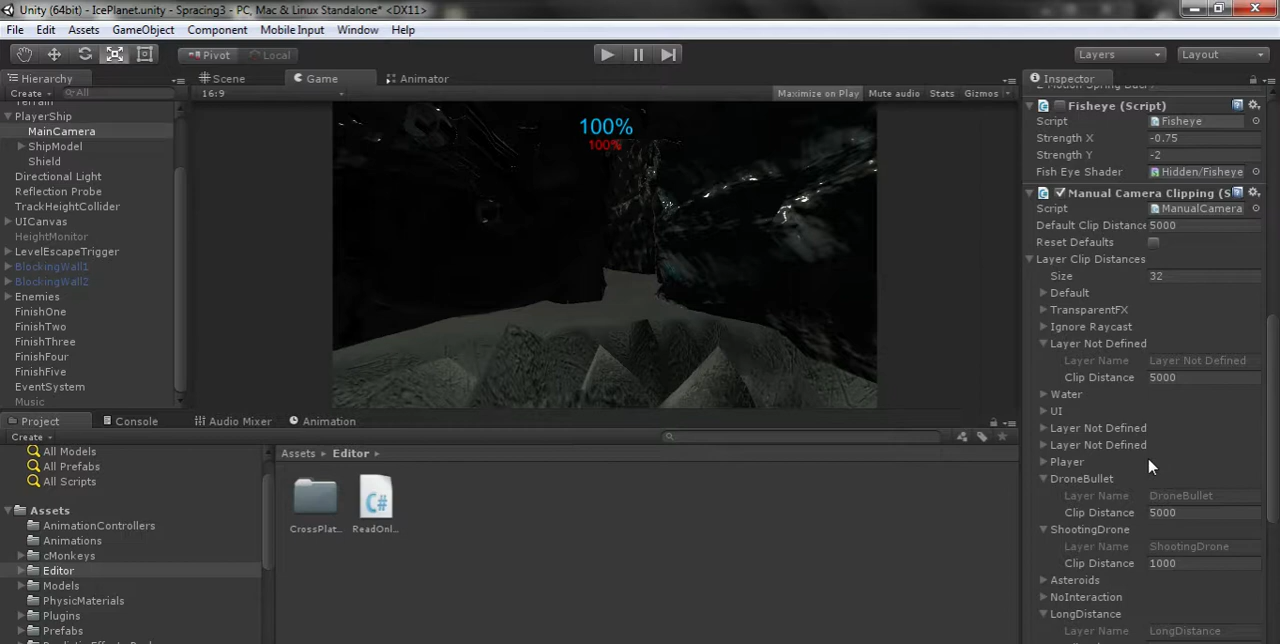 Unity (64bit) - IcePlanet.unity - Spracing3 - PC, Mac & Linux Standalone* <DX11>
File Edit Assets GameObject Component Mobile Input Window Help
Pivot Local Layers Layout
Hierarchy
Create All
Terrain
PlayerShip
MainCamera
ShipModel
Shield
Directional Light
Reflection Probe
TrackHeightCollider
UICanvas
HeightMonitor
LevelEscapeTrigger
BlockingWall1
BlockingWall2
Enemies
FinishOne
FinishTwo
FinishThree
FinishFour
FinishFive
EventSystem
Music
Scene Game Animator
16:9 Maximize on Play Mute audio Stats Gizmos
100%
100%
Project Console Audio Mixer Animation
Create
All Models
All Prefabs
All Scripts
Assets
AnimationControllers
Animations
cMonkeys
Editor
Models
PhysicMaterials
Plugins
Prefabs
Assets Editor
CrossPlat...
C#
ReadOnl...
Inspector
Fisheye (Script)
Script Fisheye
Strength X -0.75
Strength Y -2
Fish Eye Shader Hidden/Fisheye
Manual Camera Clipping (S
Script ManualCamera
Default Clip Distance 5000
Reset Defaults
Layer Clip Distances
Size 32
Default
TransparentFX
Ignore Raycast
Layer Not Defined
Layer Name Layer Not Defined
Clip Distance 5000
Water
UI
Layer Not Defined
Layer Not Defined
Player
DroneBullet
Layer Name DroneBullet
Clip Distance 5000
ShootingDrone
Layer Name ShootingDrone
Clip Distance 1000
Asteroids
NoInteraction
LongDistance
Layer Name LongDistance